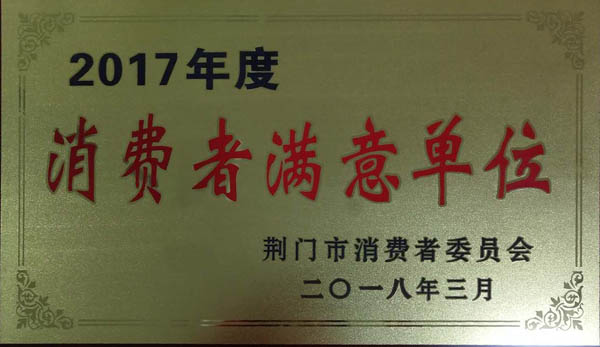 2017年度
消费者满意单位
荆门市消费者委员会
二〇一八年三月